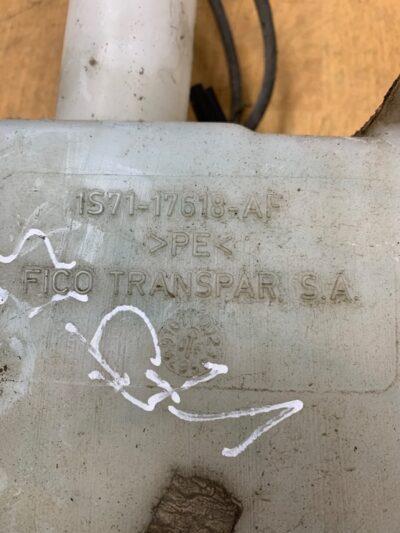 1S71-17618-AF
>PE<
FICO TRANSPAR. S.A.